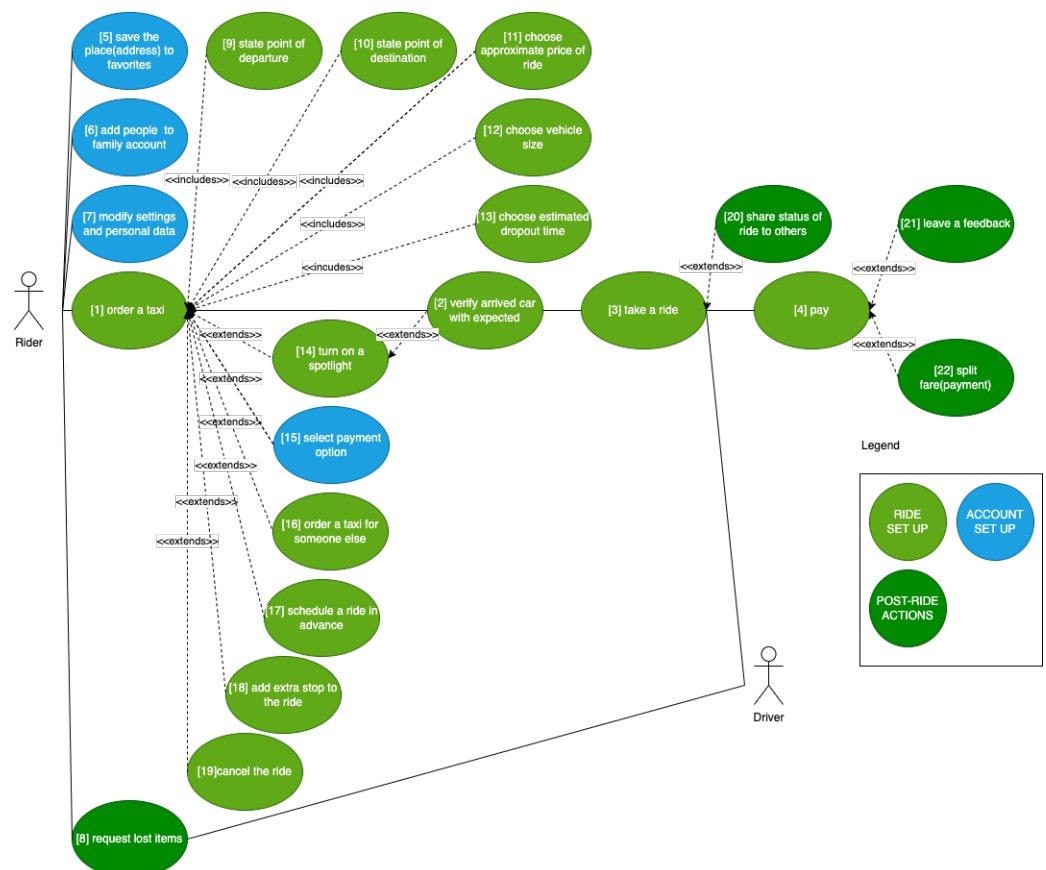 [5] save the
place(address) to
favorites
[9] state point of
departure
[10] state point of
destination
[11] choose
approximate price of
ride
[6] add people to
family account
[12] choose vehicle
size
<<includes>>
<<includes>>
<<includes>>
[7] modify settings
and personal data
<<includes>>
[13] choose estimated
dropout time
[20] share status of
ride to others
[21] leave a feedback
<<incudes>>
<<extends>>
<<extends>>
Rider
[1] order a taxi
[2] verify arrived car
with expected
[3] take a ride
[4] pay
<<extends>>
<<extends>>
<<extends>>
[14] turn on a
spotlight
<<extends>>
[22] split
fare(payment)
<<extends>>
[15] select payment
option
Legend
<<extends>>
<<extends>>
[16] order a taxi for
someone else
<<extends>>
RIDE
SET UP
ACCOUNT
SET UP
POST-RIDE
ACTIONS
[17] schedule a ride in
advance
[18] add extra stop to
the ride
Driver
[19]cancel the ride
[8] request lost items